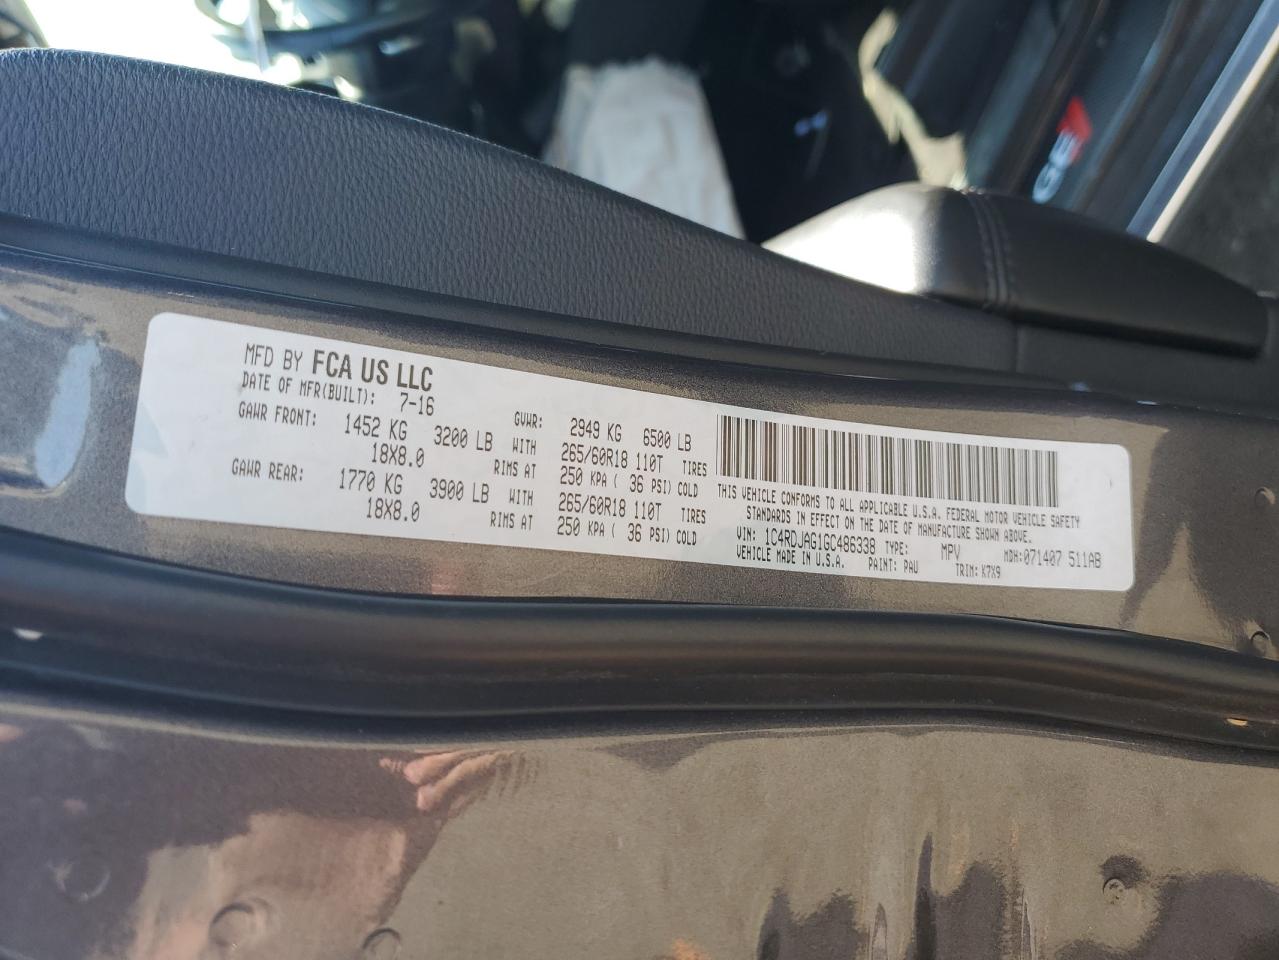 MFD BY FCA US LLC
DATE OF MFR(BUILT): 7-16 GVWR: 2949 KG 6500 LB
GAWR FRONT: 1452 KG 3200 LB WITH 265/60R18 110T TIRES
18X8.0 RIMS AT 250 KPA ( 36 PSI) COLD
GAWR REAR: 1770 KG 3900 LB WITH 265/60R18 110T TIRES
18X8.0 RIMS AT 250 KPA ( 36 PSI) COLD
THIS VEHICLE CONFORMS TO ALL APPLICABLE U.S.A. FEDERAL MOTOR VEHICLE SAFETY
STANDARDS IN EFFECT ON THE DATE OF MANUFACTURE SHOWN ABOVE.
VIN: 1C4RDJAG1GC486338 TYPE: MPV MDH: 071407 511AB
VEHICLE MADE IN U.S.A. PAINT: PAU TRIM: K7X9
GE